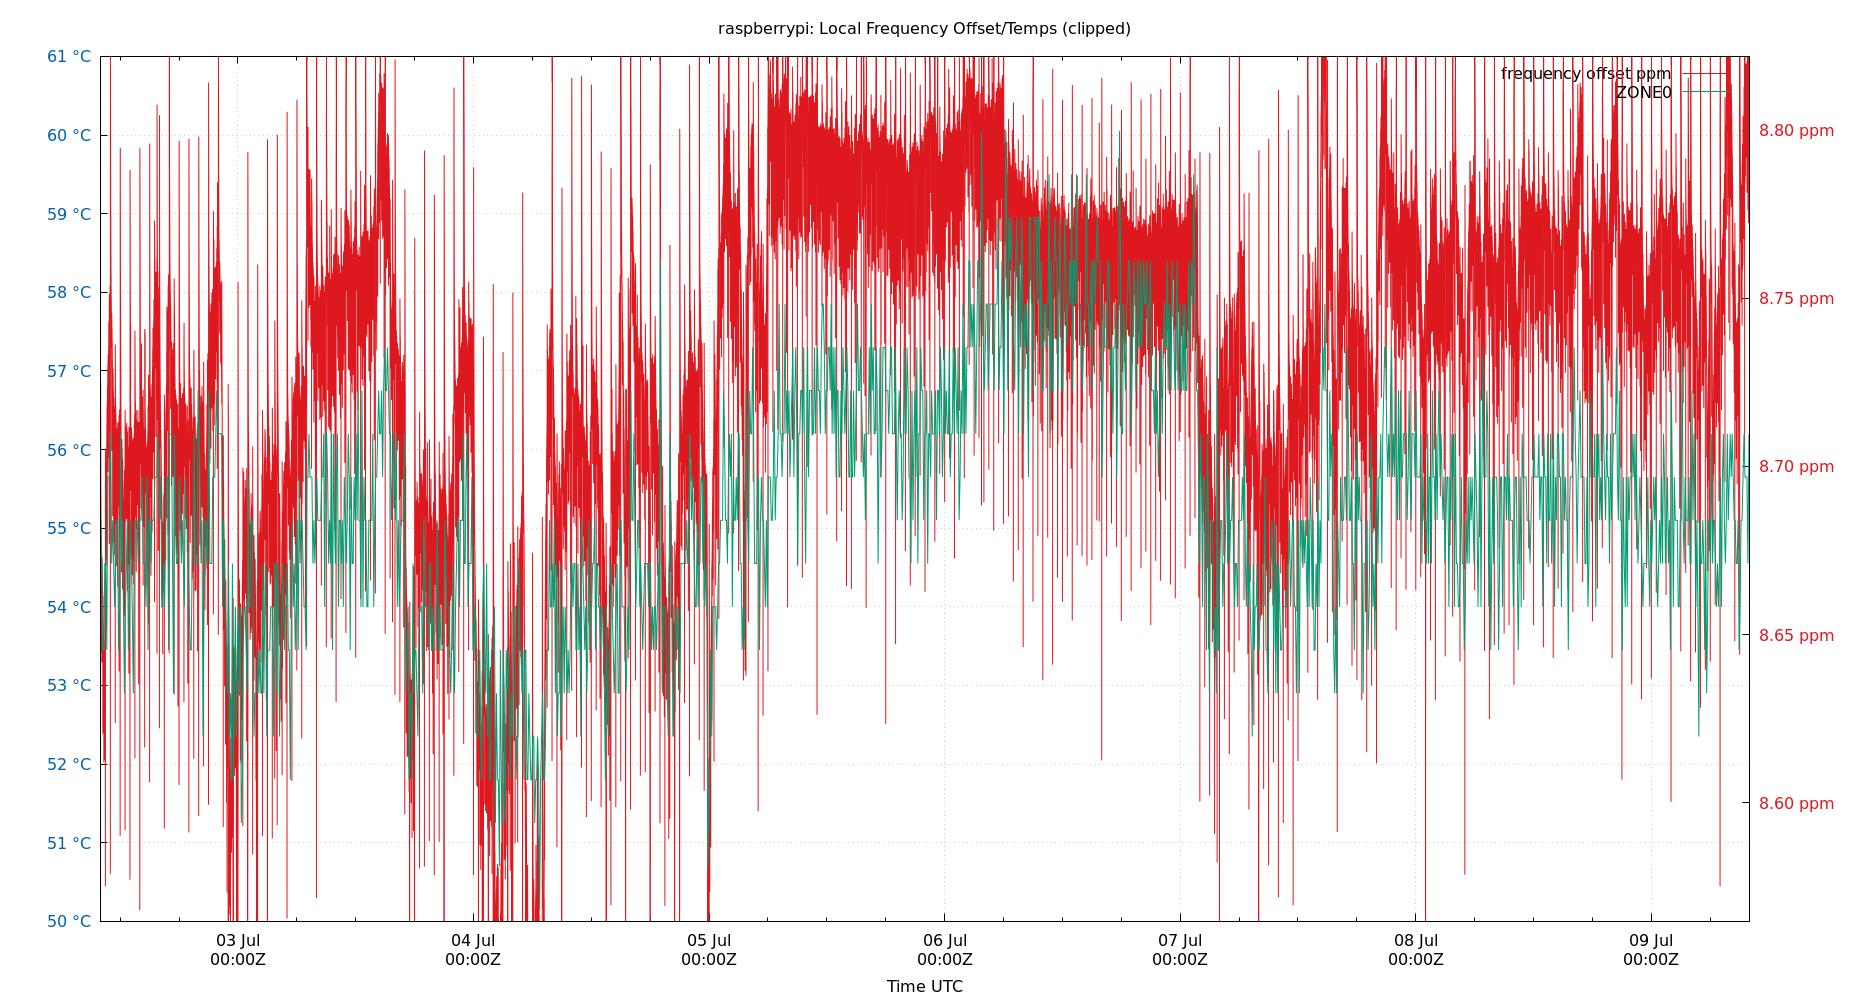 raspberrypi: Local Frequency Offset/Temps (clipped)
61 °C
60 °C
59 °C
58 °C
57 °C
56 °C
55 °C
54 °C
53 °C
52 °C
51 °C
50 °C
frequency offset ppm
ZONE0
8.80 ppm
8.75 ppm
8.70 ppm
8.65 ppm
8.60 ppm
03 Jul
00:00Z
04 Jul
00:00Z
05 Jul
00:00Z
06 Jul
00:00Z
07 Jul
00:00Z
08 Jul
00:00Z
09 Jul
00:00Z
Time UTC